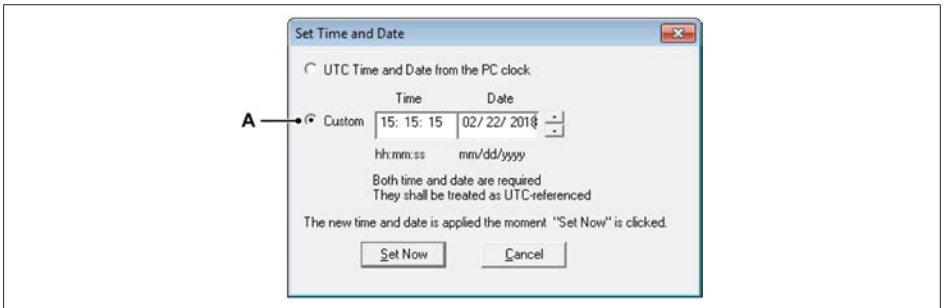 Set Time and Date
UTC Time and Date from the PC clock
Time Date
A Custom 15: 15: 15 02/ 22/ 2018
hh:mm:ss mm/dd/yyyy
Both time and date are required
They shall be treated as UTC-referenced
The new time and date is applied the moment "Set Now" is clicked.
Set Now Cancel